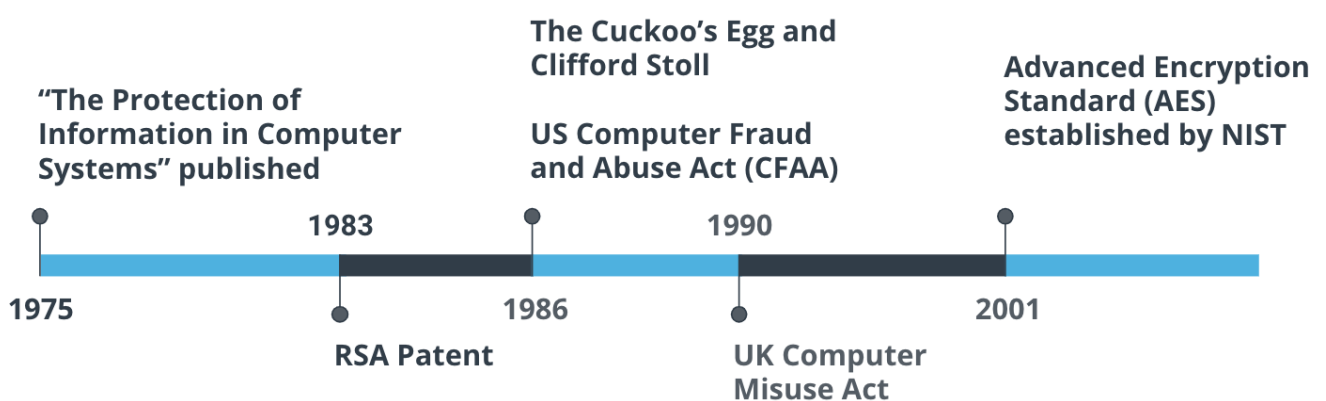 “The Protection of
Information in Computer
Systems” published
1975
1983
RSA Patent
The Cuckoo’s Egg and
Clifford Stoll
US Computer Fraud
and Abuse Act (CFAA)
1986
1990
UK Computer
Misuse Act
Advanced Encryption
Standard (AES)
established by NIST
2001